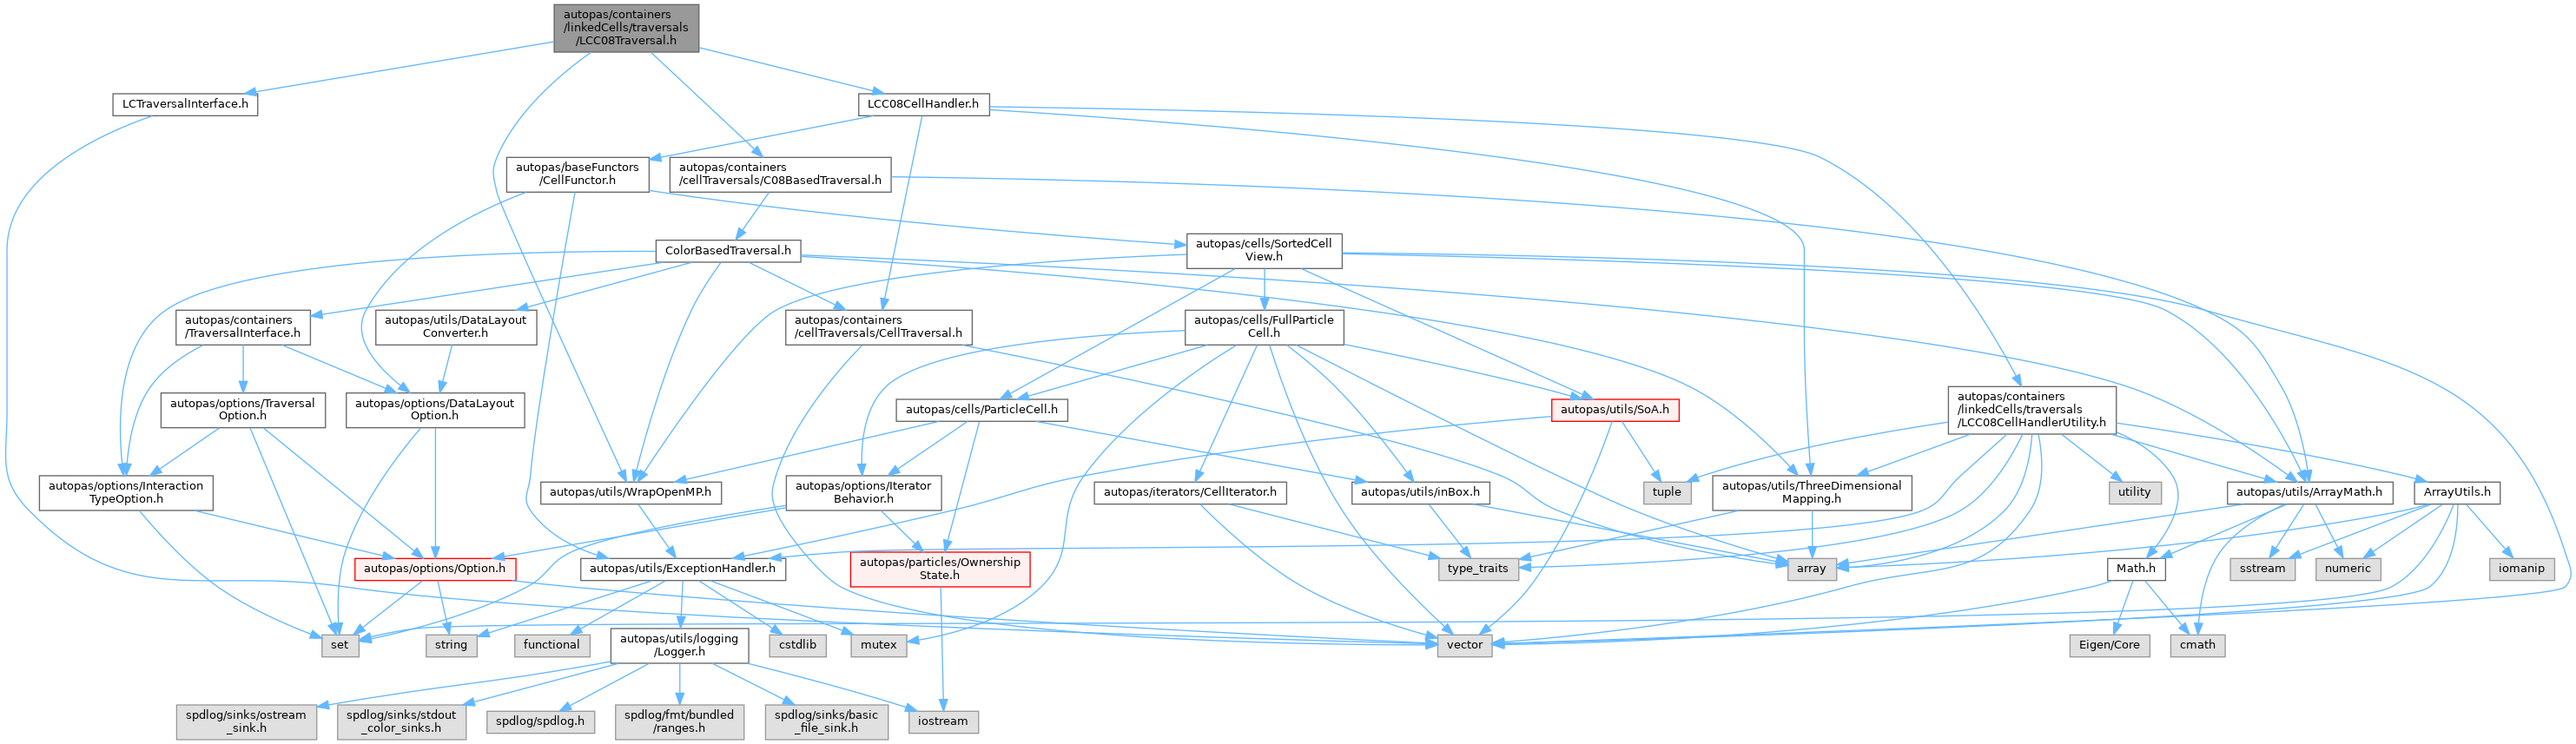 autopas/containers
/linkedCells/traversals
/LCC08Traversal.h
LCTraversalInterface.h
LCC08CellHandler.h
autopas/baseFunctors
/CellFunctor.h
autopas/containers
/cellTraversals/C08BasedTraversal.h
ColorBasedTraversal.h
autopas/cells/SortedCell
View.h
autopas/containers
/TraversalInterface.h
autopas/utils/DataLayout
Converter.h
autopas/containers
/cellTraversals/CellTraversal.h
autopas/cells/FullParticle
Cell.h
autopas/options/Traversal
Option.h
autopas/options/DataLayout
Option.h
autopas/cells/ParticleCell.h
autopas/utils/SoA.h
autopas/containers
/linkedCells/traversals
/LCC08CellHandlerUtility.h
autopas/options/Interaction
TypeOption.h
autopas/utils/WrapOpenMP.h
autopas/options/Iterator
Behavior.h
autopas/iterators/CellIterator.h
autopas/utils/inBox.h
tuple
autopas/utils/ThreeDimensional
Mapping.h
utility
autopas/utils/ArrayMath.h
ArrayUtils.h
autopas/options/Option.h
autopas/utils/ExceptionHandler.h
autopas/particles/Ownership
State.h
type_traits
array
Math.h
sstream
numeric
iomanip
set
string
functional
autopas/utils/logging
/Logger.h
cstdlib
mutex
vector
Eigen/Core
cmath
spdlog/sinks/ostream
_sink.h
spdlog/sinks/stdout
_color_sinks.h
spdlog/spdlog.h
spdlog/fmt/bundled
/ranges.h
spdlog/sinks/basic
_file_sink.h
iostream